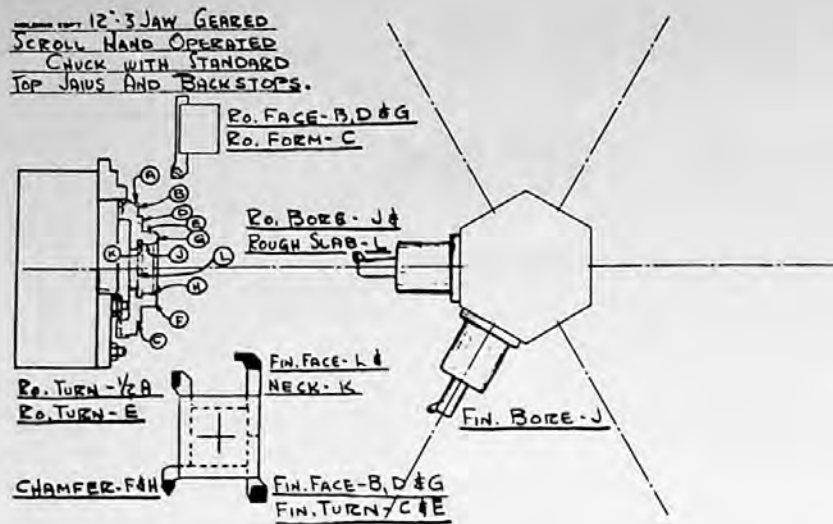 12"-3 JAW GEARED
SCROLL HAND OPERATED
CHUCK WITH STANDARD
TOP JAWS AND BACKSTOPS.
RO. FACE-B, D & G
RO. FORM-C
A
B
D
E
G
K
J
L
H
F
C
RO. BORE-J &
ROUGH SLAB-L
RO. TURN-1/2 A
RO. TURN-E
FIN. FACE-L &
NECK-K
FIN. BORE-J
CHAMFER-F&H
FIN. FACE-B, D & G
FIN. TURN-C & E